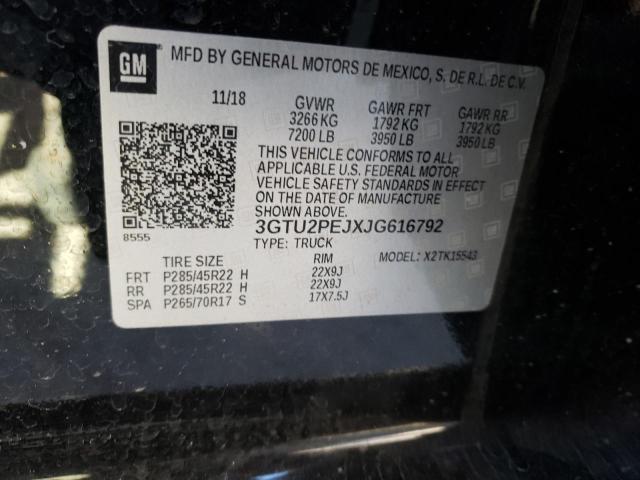 GM
MFD BY GENERAL MOTORS DE MEXICO, S. DE R.L. DE C.V.
11/18 GVWR GAWR FRT GAWR RR
3266 KG 1792 KG 1792 KG
7200 LB 3950 LB 3950 LB
THIS VEHICLE CONFORMS TO ALL
APPLICABLE U.S. FEDERAL MOTOR
VEHICLE SAFETY STANDARDS IN EFFECT
ON THE DATE OF MANUFACTURE
SHOWN ABOVE.
8555
3GTU2PEJXJG616792
TYPE: TRUCK MODEL: X2TK15543
TIRE SIZE RIM
FRT P285/45R22 H 22X9J
RR P285/45R22 H 22X9J
SPA P265/70R17 S 17X7.5J